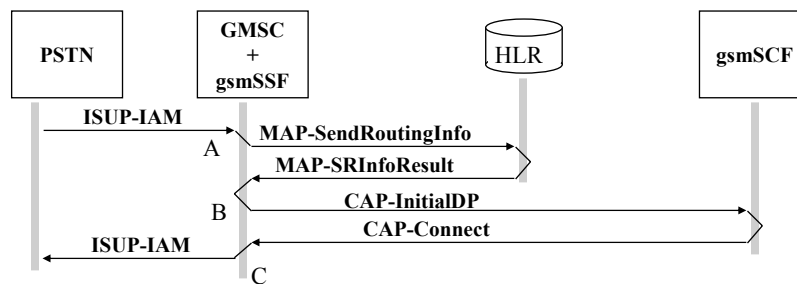 PSTN
GMSC
+
gsmSSF
HLR
gsmSCF
ISUP-IAM
A
MAP-SendRoutingInfo
MAP-SRInfoResult
B
CAP-InitialDP
CAP-Connect
ISUP-IAM
C